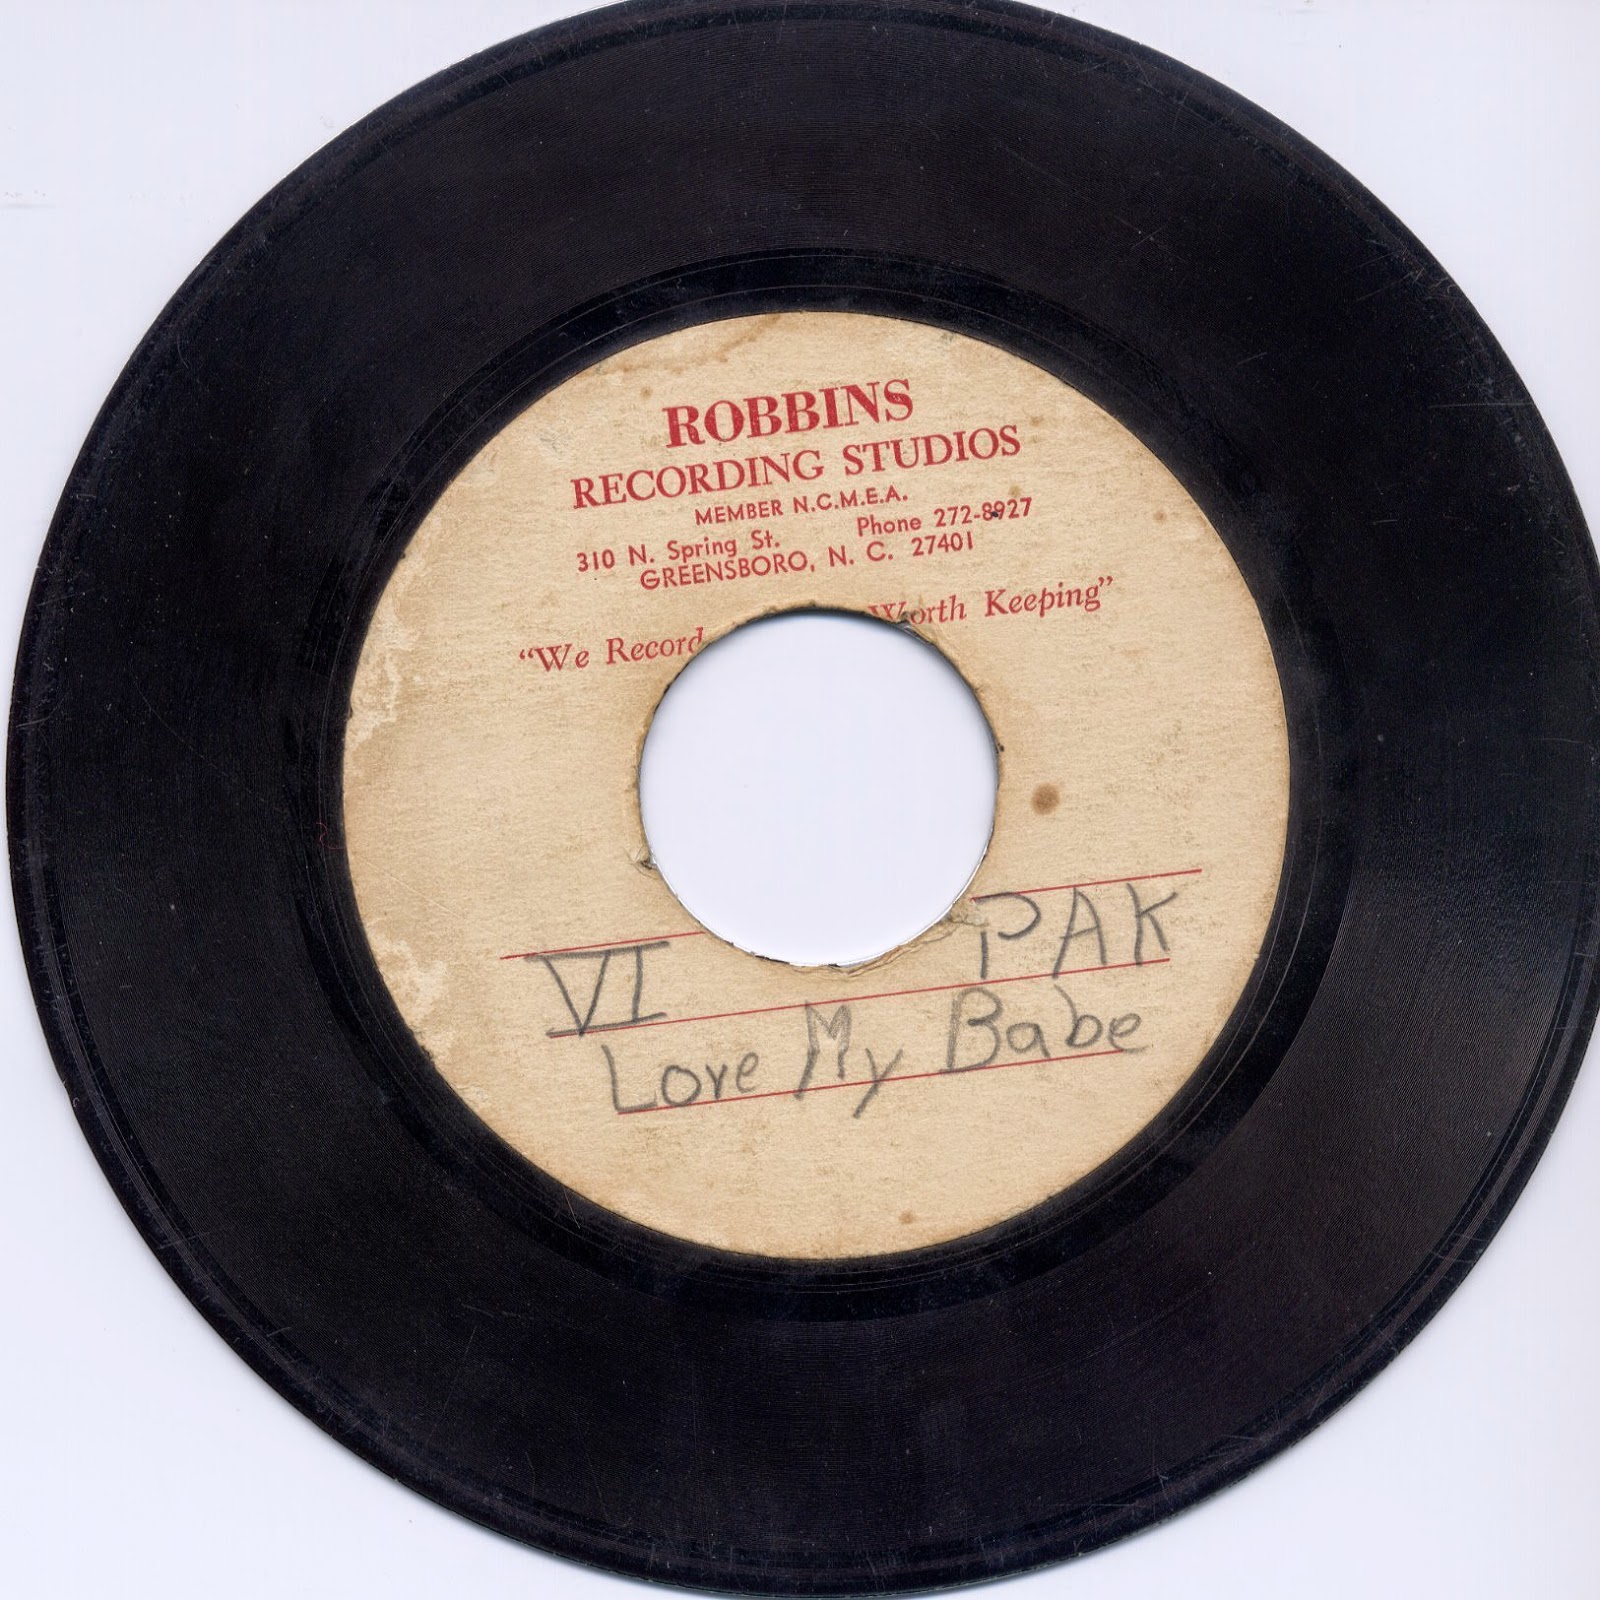 ROBBINS
RECORDING STUDIOS
MEMBER N.C.M.E.A.
310 N. Spring St. Phone 272-8927
GREENSBORO, N. C. 27401
“We Record Worth Keeping”
VI PAK
Love My Babe